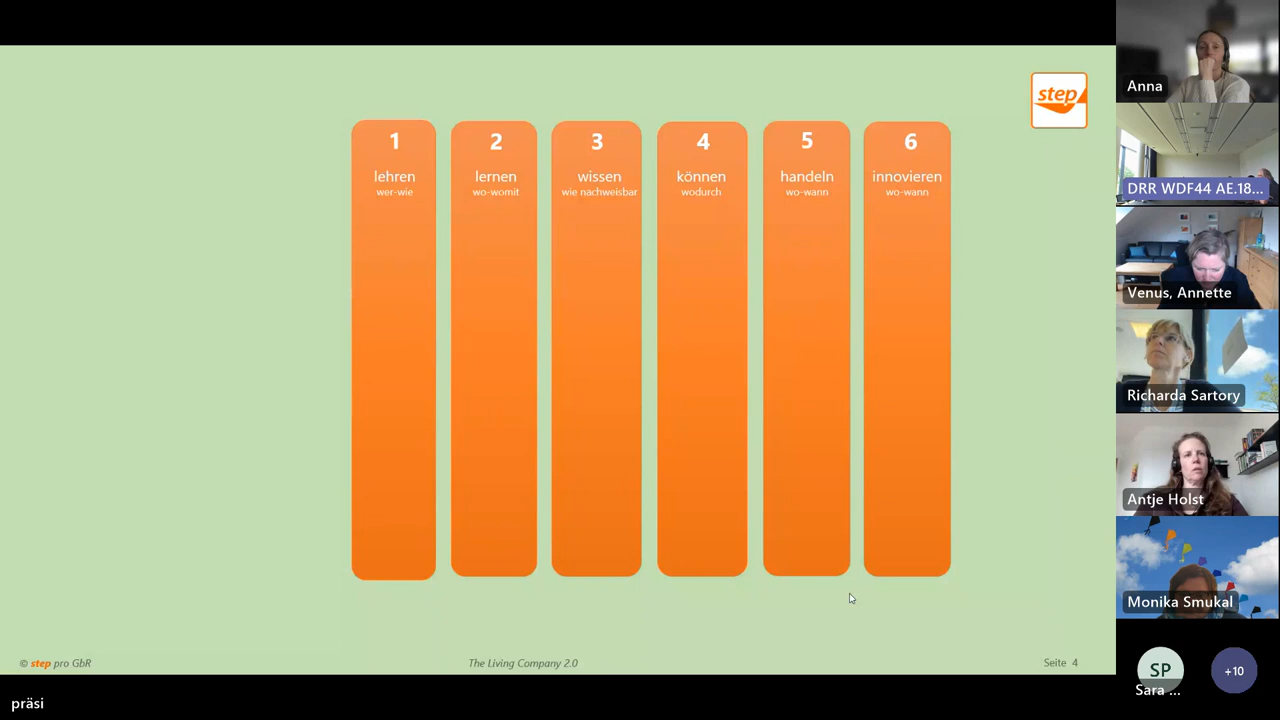 step
1
lehren
wer-wie
2
lernen
wo-womit
3
wissen
wie nachweisbar
4
können
wodurch
5
handeln
wo-wann
6
innovieren
wo-wann
© step pro GbR
The Living Company 2.0
Seite 4
präsi
Anna
DRR WDF44 AE.18...
Venus, Annette
Richarda Sartory
Antje Holst
Monika Smukal
SP
Sara ...
+10